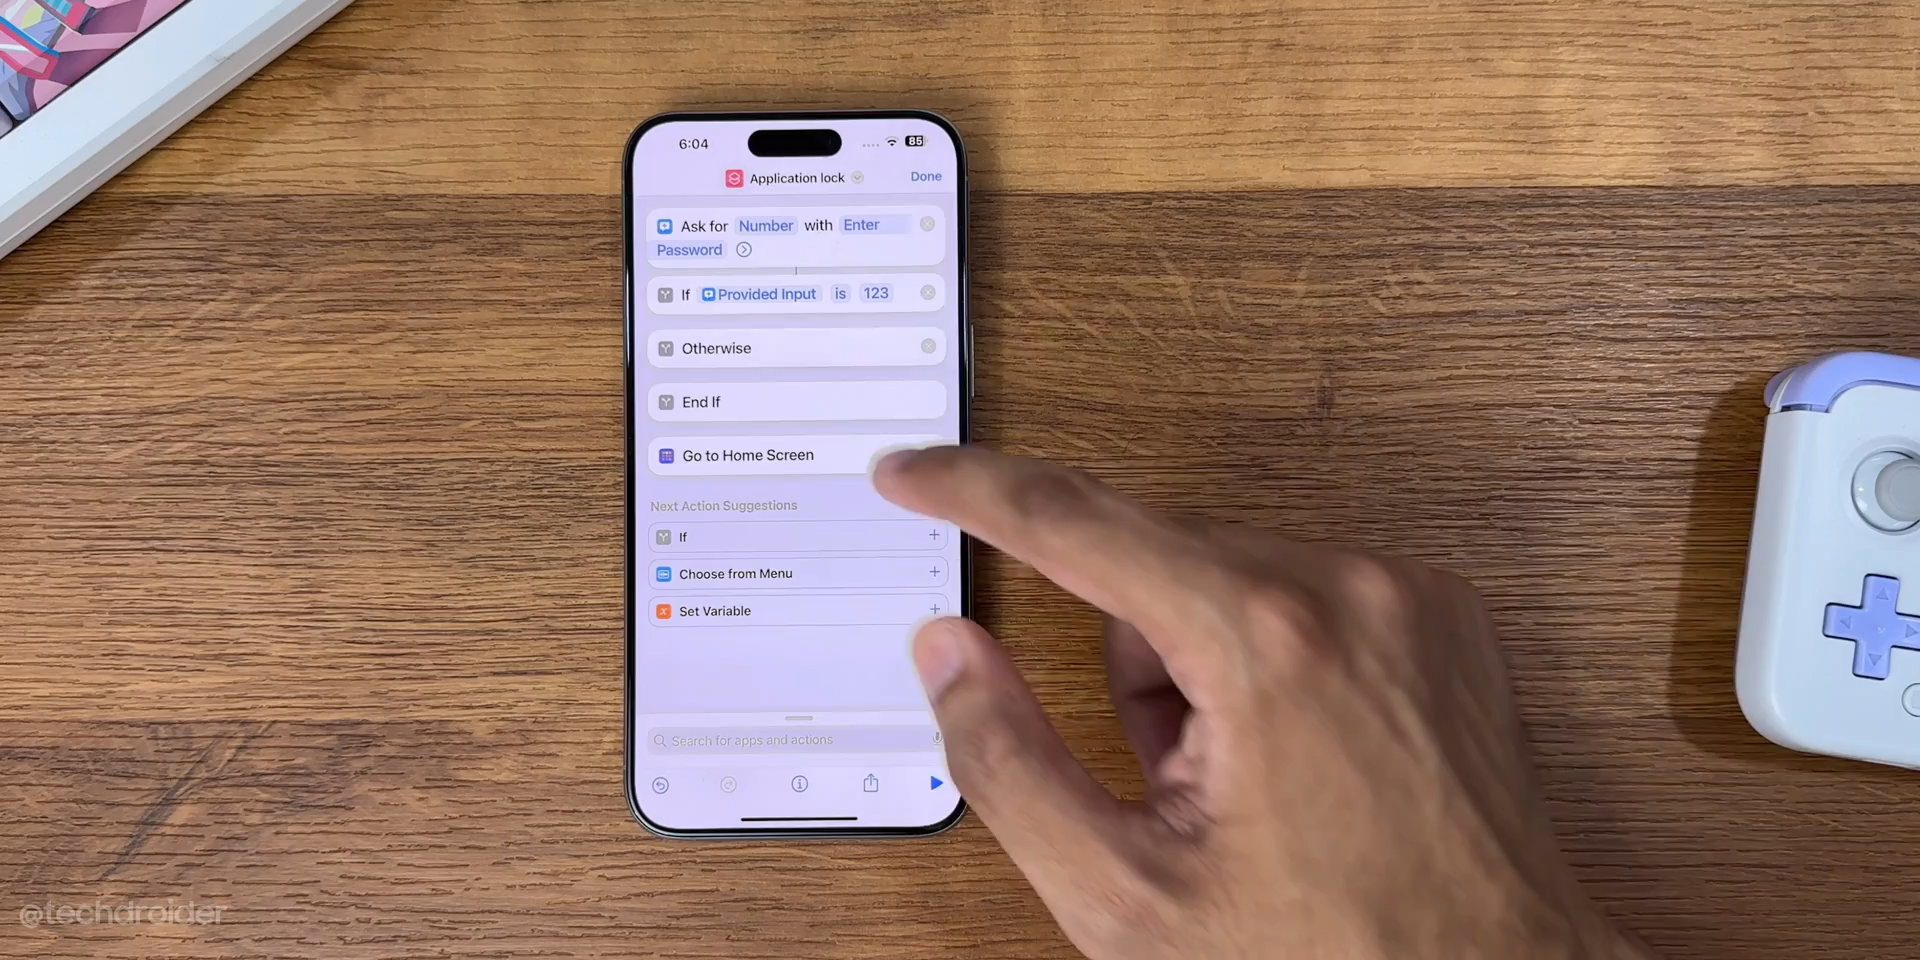 6:04
85
Application lock
Done
Ask for Number with Enter
Password
If Provided Input is 123
Otherwise
End If
Go to Home Screen
Next Action Suggestions
If
Choose from Menu
Set Variable
Search for apps and actions
@techdroider